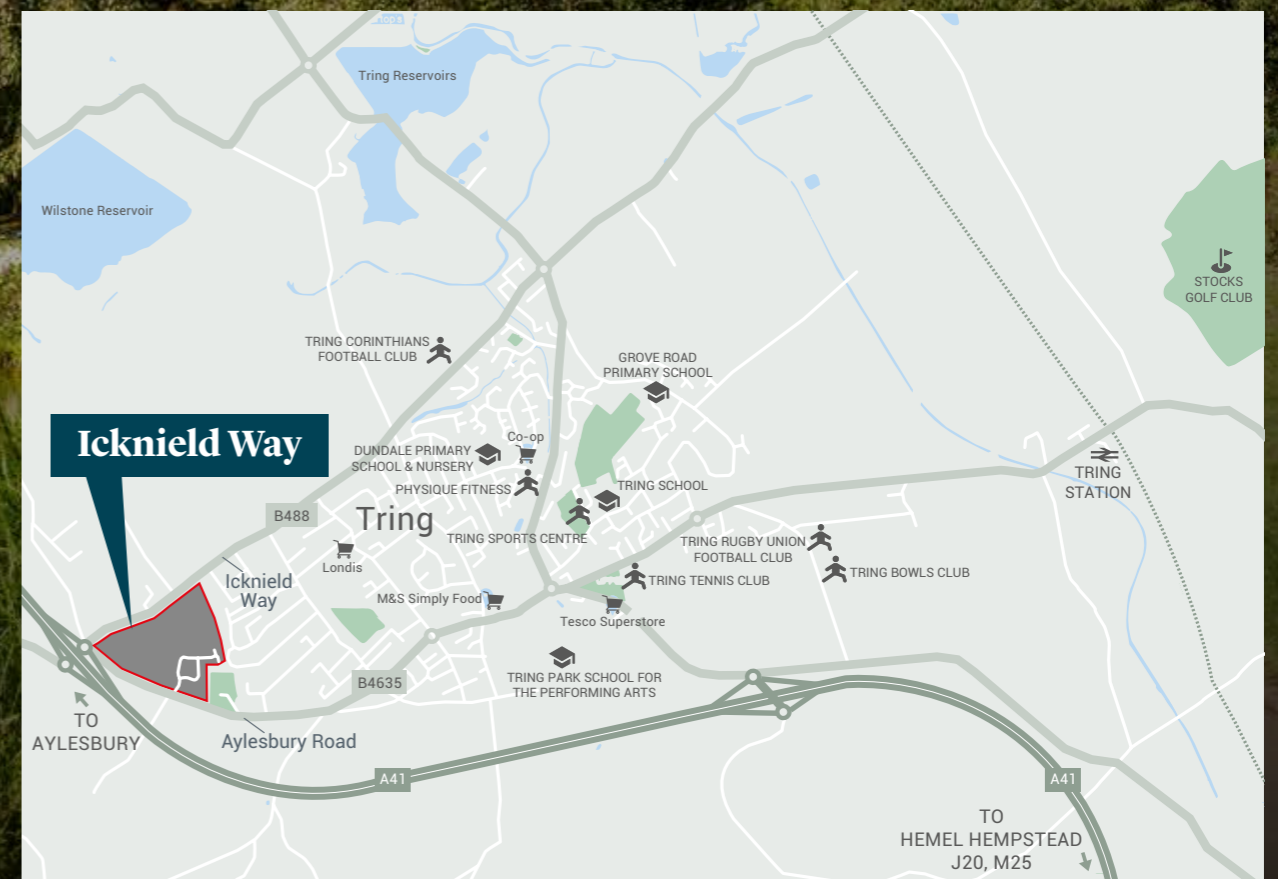 Tring Reservoirs
Wilstone Reservoir
STOCKS
GOLF CLUB
TRING CORINTHIANS
FOOTBALL CLUB
GROVE ROAD
PRIMARY SCHOOL
Icknield Way
Co-op
DUNDALE PRIMARY
SCHOOL & NURSERY
TRING
STATION
PHYSIQUE FITNESS
TRING SCHOOL
B488
Tring
TRING SPORTS CENTRE
TRING RUGBY UNION
FOOTBALL CLUB
Londis
TRING BOWLS CLUB
Icknield
Way
TRING TENNIS CLUB
M&S Simply Food
Tesco Superstore
B4635
TRING PARK SCHOOL FOR
THE PERFORMING ARTS
TO
AYLESBURY
Aylesbury Road
A41
A41
TO
HEMEL HEMPSTEAD
J20, M25